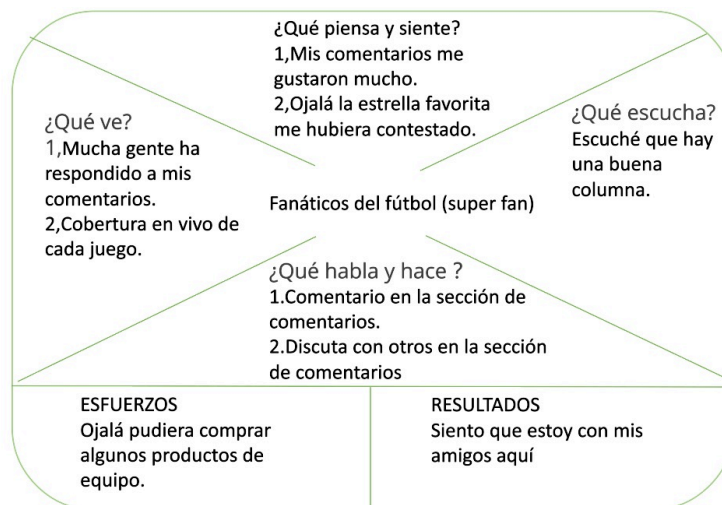 ¿Qué piensa y siente?
1,Mis comentarios me
gustaron mucho.
2,Ojalá la estrella favorita
me hubiera contestado.
¿Qué ve?
1,Mucha gente ha
respondido a mis
comentarios.
2,Cobertura en vivo de
cada juego.
¿Qué escucha?
Escuché que hay
una buena
columna.
Fanáticos del fútbol (super fan)
¿Qué habla y hace ?
1.Comentario en la sección de
comentarios.
2.Discuta con otros en la sección
de comentarios
ESFUERZOS
Ojalá pudiera comprar
algunos productos de
equipo.
RESULTADOS
Siento que estoy con mis
amigos aquí